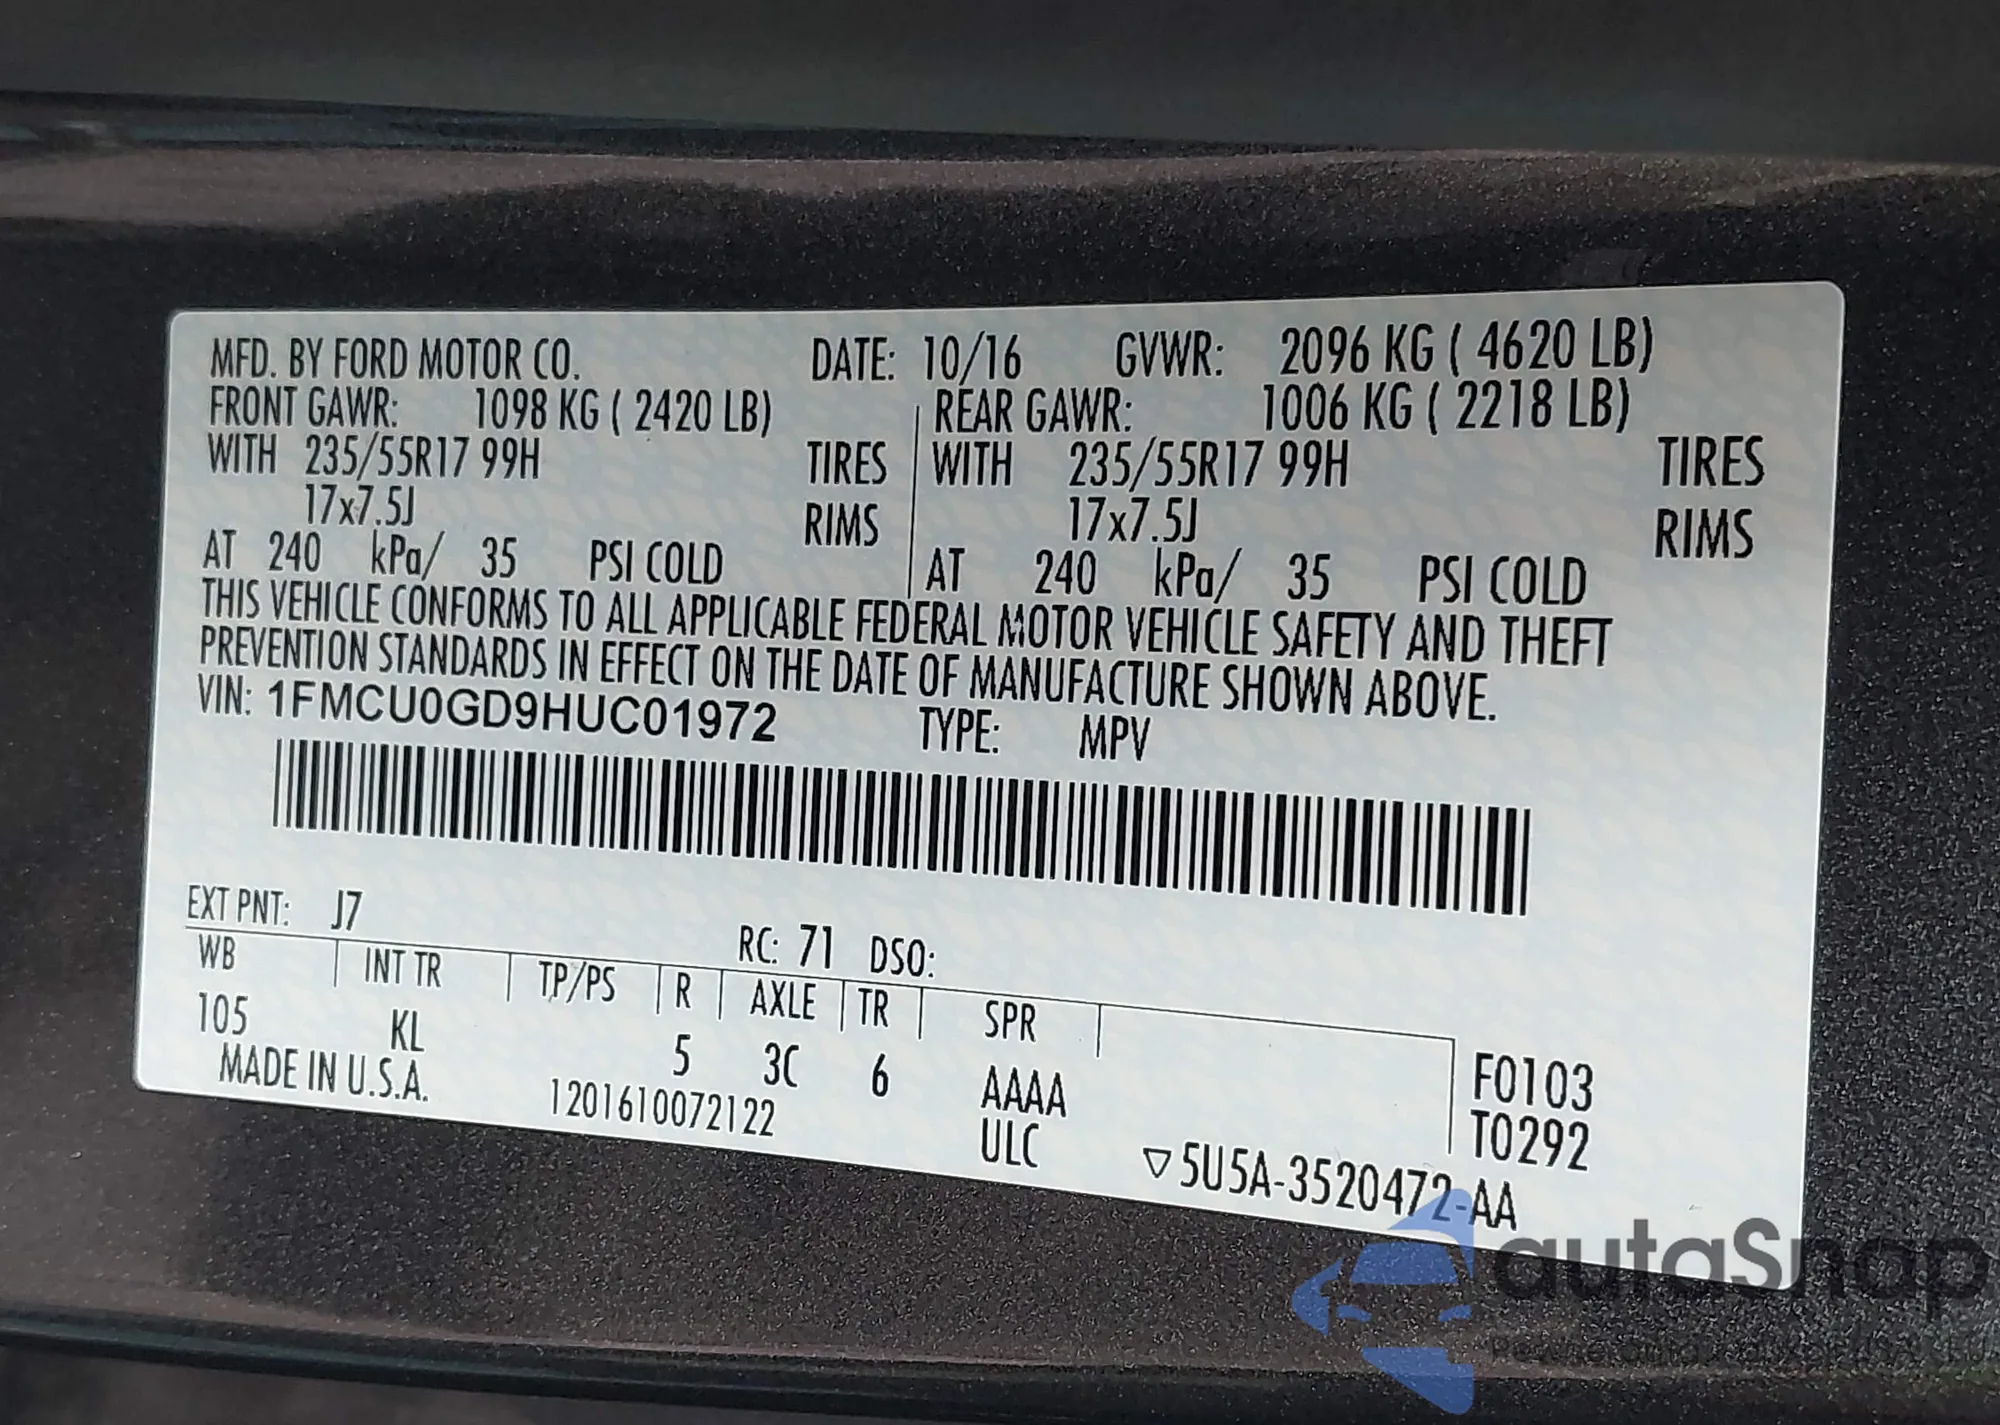 MFD. BY FORD MOTOR CO. DATE: 10/16 GVWR: 2096 KG ( 4620 LB)
FRONT GAWR: 1098 KG ( 2420 LB) REAR GAWR: 1006 KG ( 2218 LB)
WITH 235/55R17 99H TIRES WITH 235/55R17 99H TIRES
17x7.5J RIMS 17x7.5J RIMS
AT 240 kPa/ 35 PSI COLD AT 240 kPa/ 35 PSI COLD
THIS VEHICLE CONFORMS TO ALL APPLICABLE FEDERAL MOTOR VEHICLE SAFETY AND THEFT
PREVENTION STANDARDS IN EFFECT ON THE DATE OF MANUFACTURE SHOWN ABOVE.
VIN: 1FMCU0GD9HUC01972 TYPE: MPV
EXT PNT: J7 RC: 71 DSO:
WB INT TR TP/PS R AXLE TR SPR
105 KL 5 3C 6 AAAA F0103
MADE IN U.S.A. 1201610072122 ULC T0292
▽5U5A-3520472-AA
autaSnap